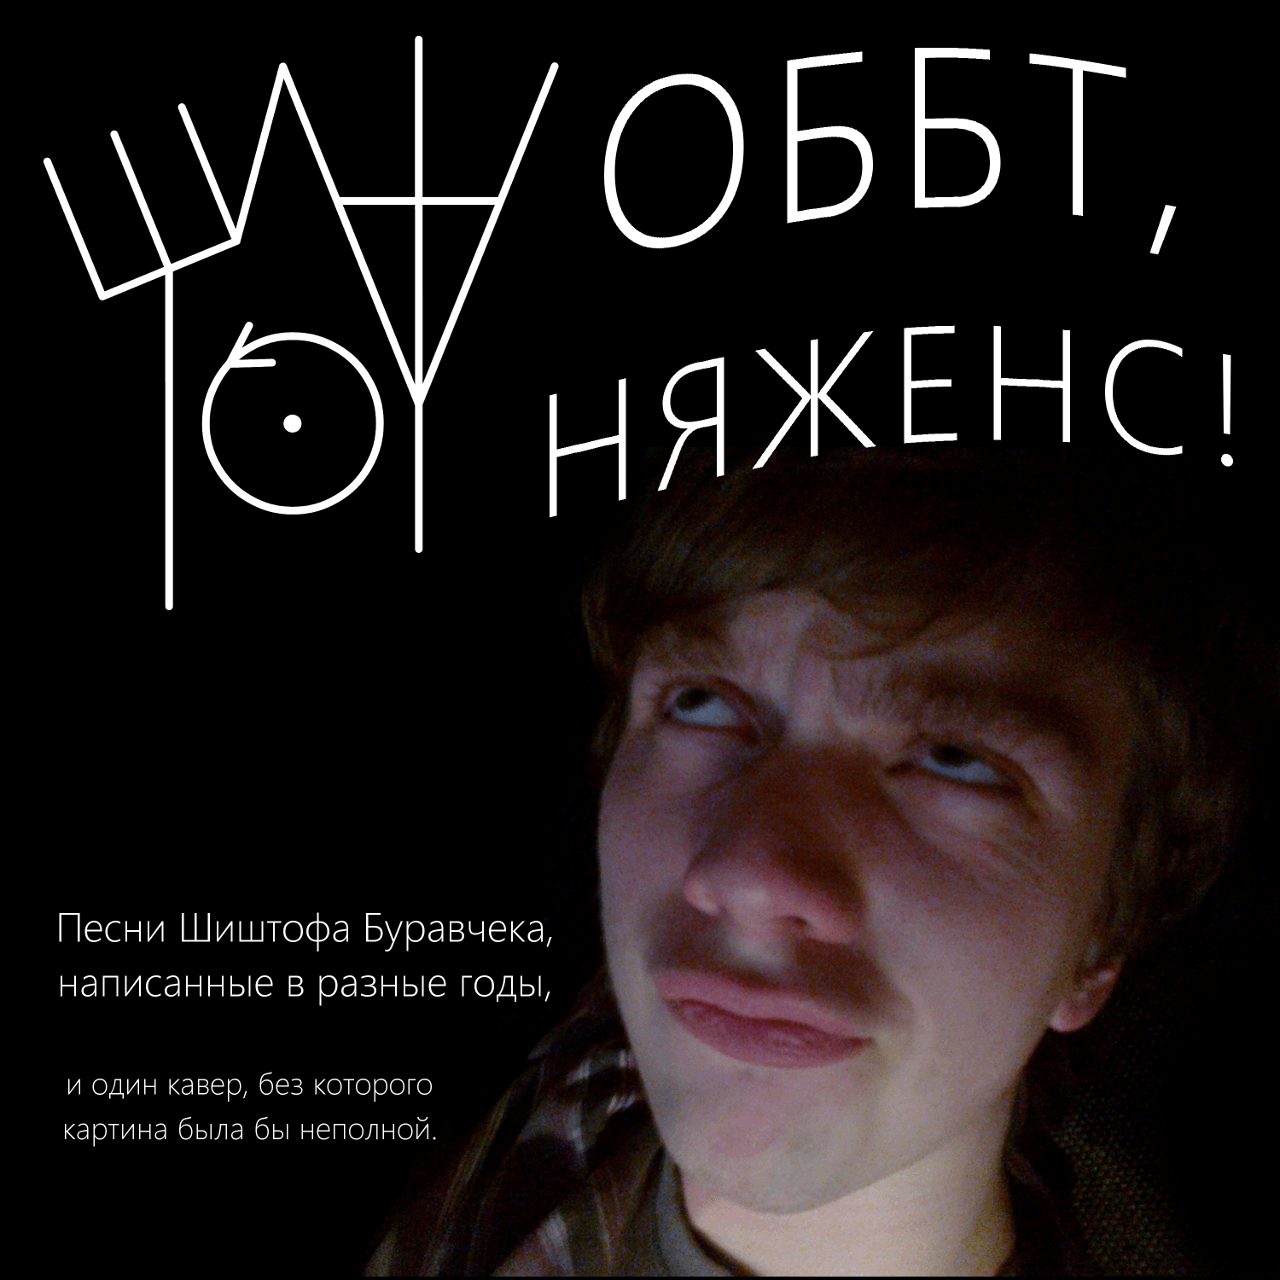 ОББТ,
НЯЖЕНС!
Песни Шиштофа Буравчека,
написанные в разные годы,
и один кавер, без которого
картина была бы неполной.